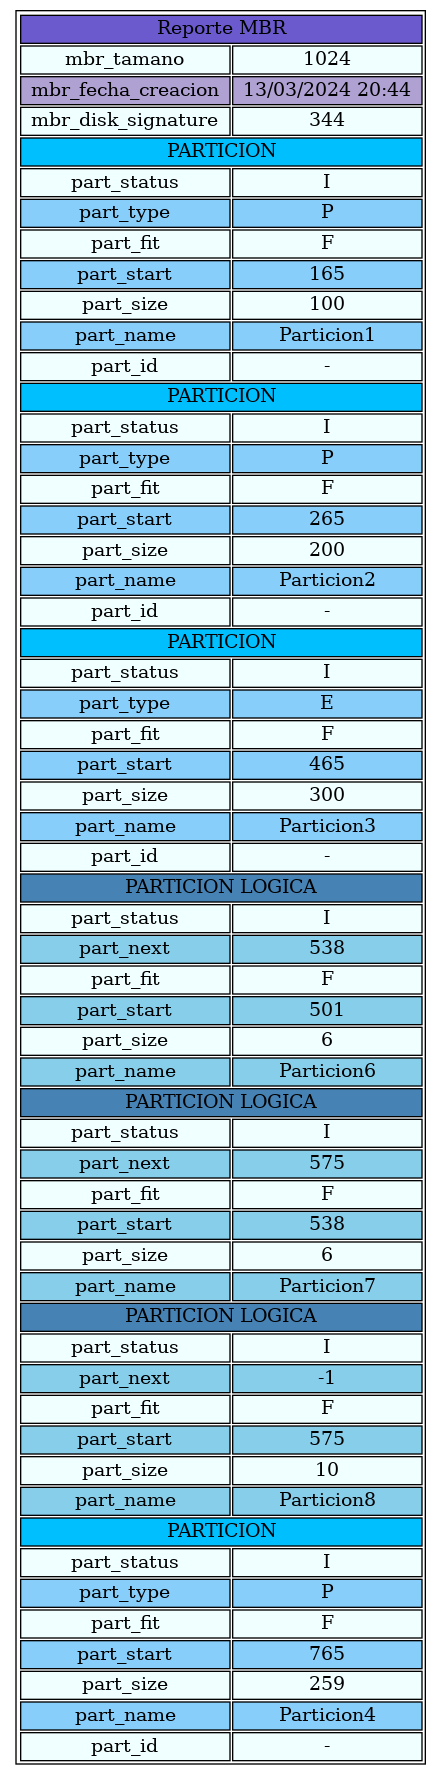 Reporte MBR
mbr_tamano 1024
mbr_fecha_creacion 13/03/2024 20:44
mbr_disk_signature 344
PARTICION
part_status I
part_type P
part_fit F
part_start 165
part_size 100
part_name Particion1
part_id -
PARTICION
part_status I
part_type P
part_fit F
part_start 265
part_size 200
part_name Particion2
part_id -
PARTICION
part_status I
part_type E
part_fit F
part_start 465
part_size 300
part_name Particion3
part_id -
PARTICION LOGICA
part_status I
part_next 538
part_fit F
part_start 501
part_size 6
part_name Particion6
PARTICION LOGICA
part_status I
part_next 575
part_fit F
part_start 538
part_size 6
part_name Particion7
PARTICION LOGICA
part_status I
part_next -1
part_fit F
part_start 575
part_size 10
part_name Particion8
PARTICION
part_status I
part_type P
part_fit F
part_start 765
part_size 259
part_name Particion4
part_id -